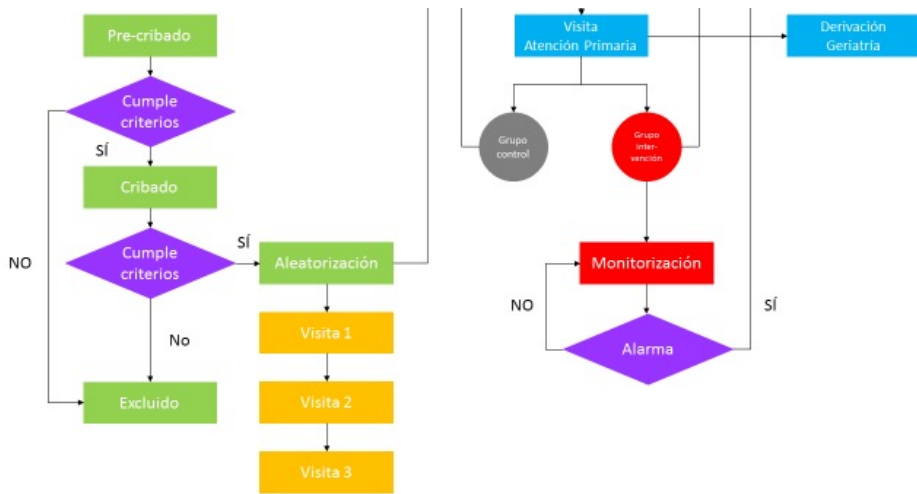 Pre-cribado
Cumple
criterios
SÍ
Cribado
Cumple
criterios
SÍ
NO
No
Excluido
Aleatorización
Visita 1
Visita 2
Visita 3
Visita
Atención Primaria
Derivación
Geriatría
Grupo
control
Grupo
inter-
vención
Monitorización
NO
SÍ
Alarma